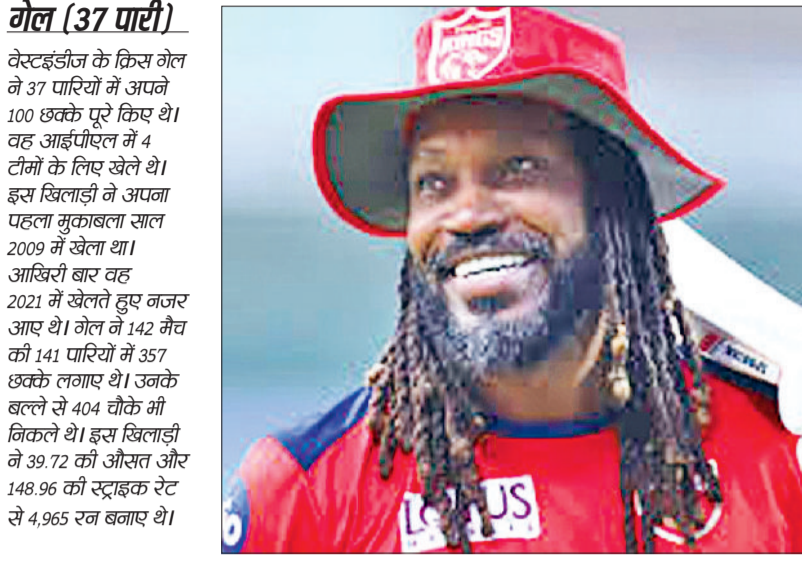 गेल (37 पारी)
वेस्टइंडीज के क्रिस गेल
ने 37 पारियों में अपने
100 छक्के पूरे किए थे।
वह आईपीएल में 4
टीमों के लिए खेले थे।
इस खिलाड़ी ने अपना
पहला मुकाबला साल
2009 में खेला था।
आखिरी बार वह
2021 में खेलते हुए नजर
आए थे। गेल ने 142 मैच
की 141 पारियों में 357
छक्के लगाए थे। उनके
बल्ले से 404 चौके भी
निकले थे। इस खिलाड़ी
ने 39.72 की औसत और
148.96 की स्ट्राइक रेट
से 4,965 रन बनाए थे।
KINGS